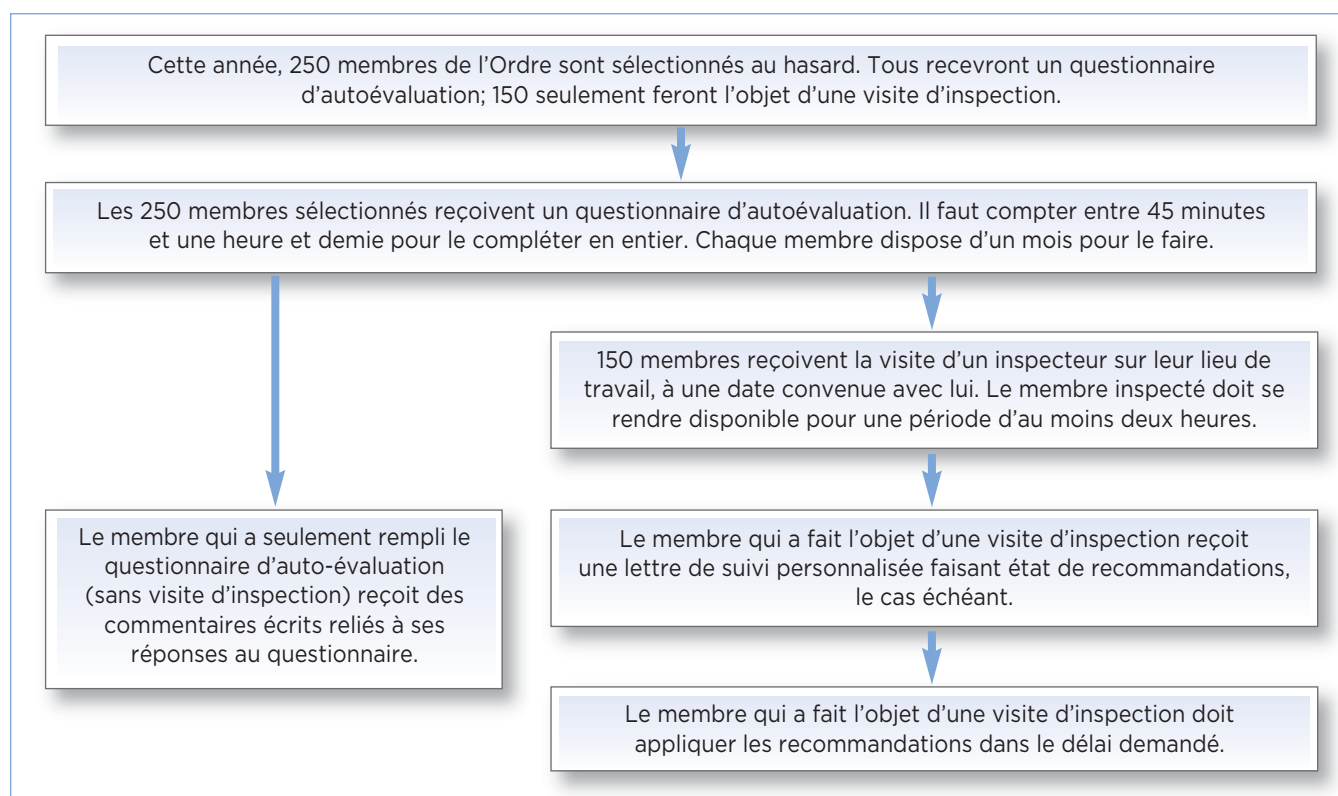 Cette année, 250 membres de l’Ordre sont sélectionnés au hasard. Tous recevront un questionnaire
d’autoévaluation; 150 seulement feront l’objet d’une visite d’inspection.
Les 250 membres sélectionnés reçoivent un questionnaire d’autoévaluation. Il faut compter entre 45 minutes
et une heure et demie pour le compléter en entier. Chaque membre dispose d’un mois pour le faire.
150 membres reçoivent la visite d’un inspecteur sur leur lieu de
travail, à une date convenue avec lui. Le membre inspecté doit se
rendre disponible pour une période d’au moins deux heures.
Le membre qui a seulement rempli le
questionnaire d’auto-évaluation
(sans visite d’inspection) reçoit des
commentaires écrits reliés à ses
réponses au questionnaire.
Le membre qui a fait l’objet d’une visite d’inspection reçoit
une lettre de suivi personnalisée faisant état de recommandations,
le cas échéant.
Le membre qui a fait l’objet d’une visite d’inspection doit
appliquer les recommandations dans le délai demandé.